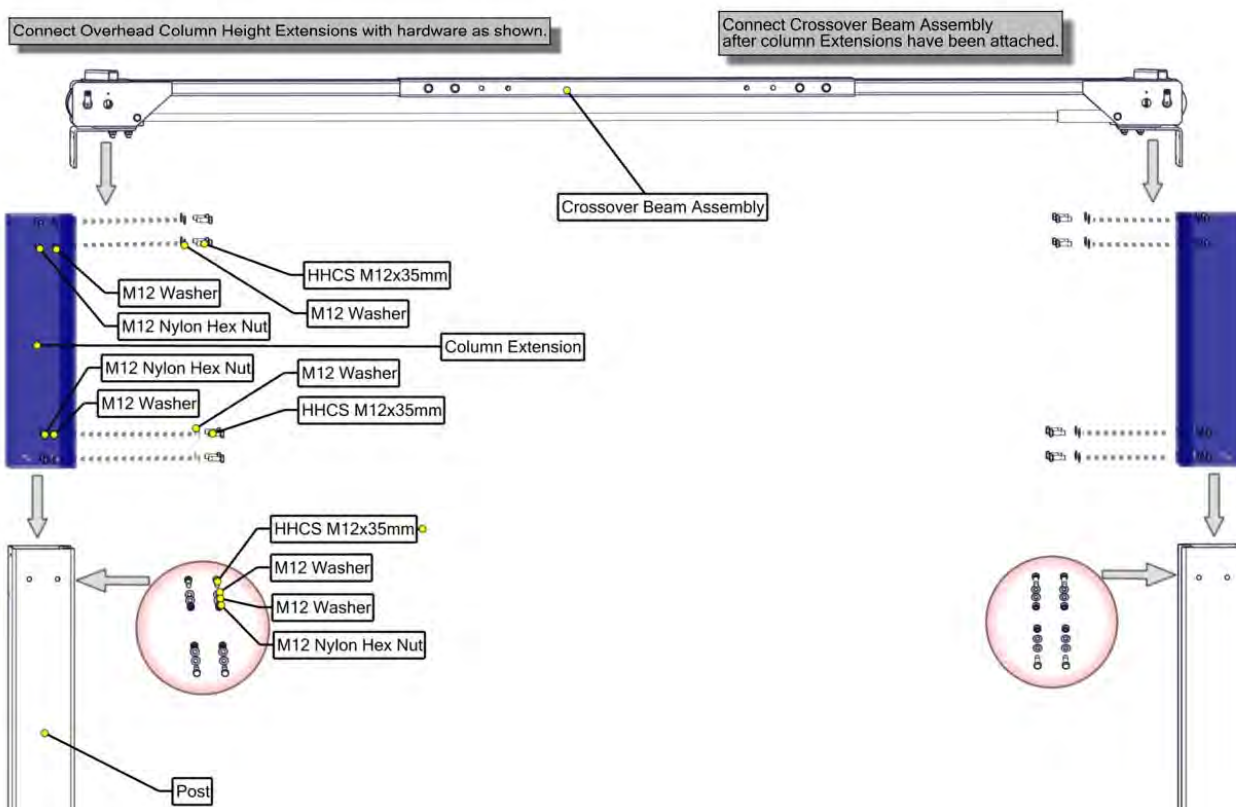 Connect Overhead Column Height Extensions with hardware as shown.
Connect Crossover Beam Assembly
after column Extensions have been attached.
Crossover Beam Assembly
HHCS M12x35mm
M12 Washer
M12 Washer
M12 Nylon Hex Nut
Column Extension
M12 Nylon Hex Nut
M12 Washer
M12 Washer
HHCS M12x35mm
HHCS M12x35mm
M12 Washer
M12 Washer
M12 Nylon Hex Nut
Post